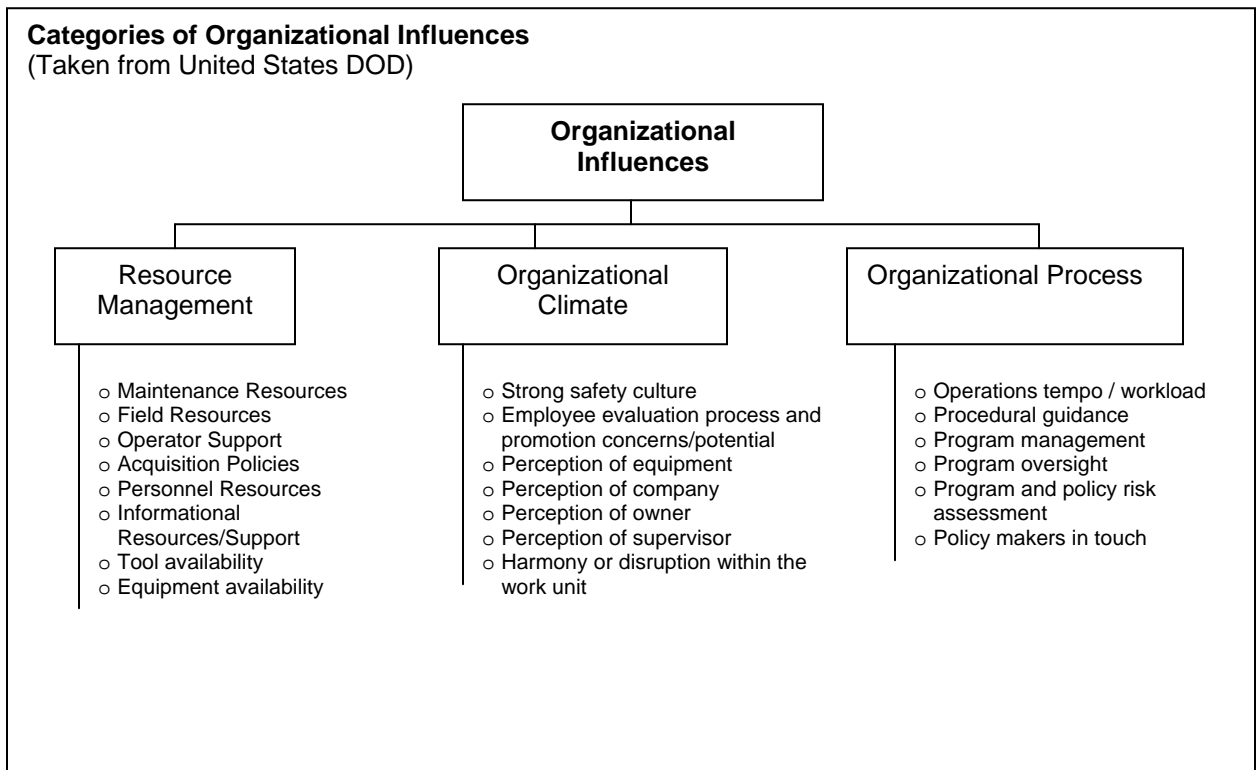 Categories of Organizational Influences
(Taken from United States DOD)
Organizational
Influences
Resource
Management
Organizational
Climate
Organizational Process
o Maintenance Resources
o Field Resources
o Operator Support
o Acquisition Policies
o Personnel Resources
o Informational
Resources/Support
o Tool availability
o Equipment availability
o Strong safety culture
o Employee evaluation process and
promotion concerns/potential
o Perception of equipment
o Perception of company
o Perception of owner
o Perception of supervisor
o Harmony or disruption within the
work unit
o Operations tempo / workload
o Procedural guidance
o Program management
o Program oversight
o Program and policy risk
assessment
o Policy makers in touch